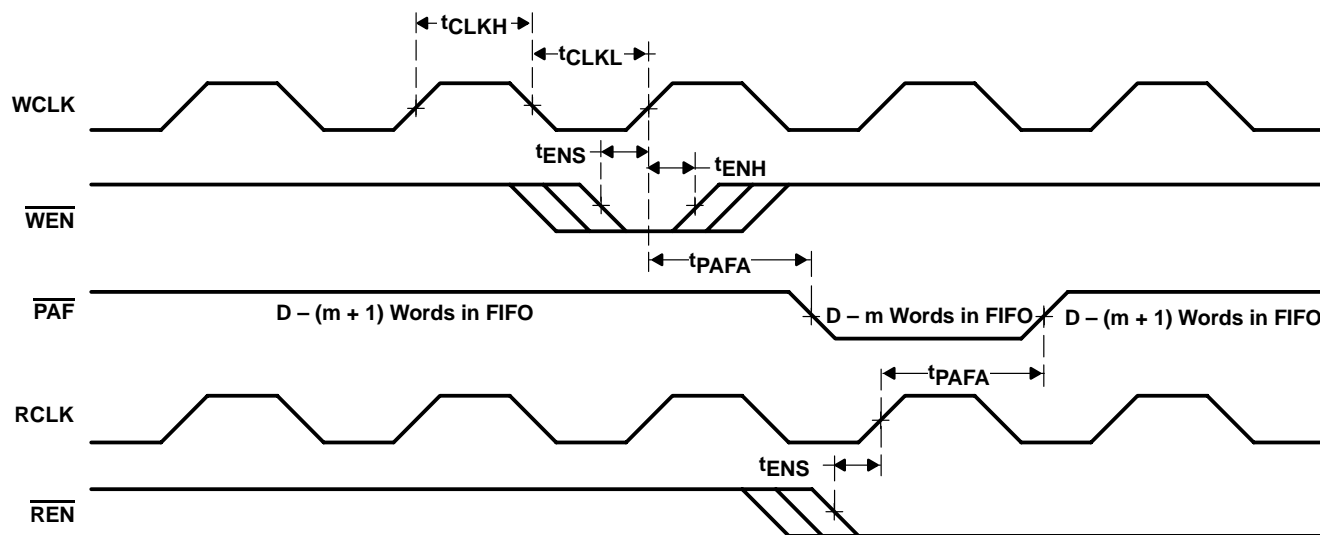 tCLKH
tCLKL
WCLK
tENS
tENH
WEN
tPAFA
PAF
D – (m + 1) Words in FIFO
D – m Words in FIFO
D – (m + 1) Words in FIFO
tPAFA
RCLK
tENS
REN